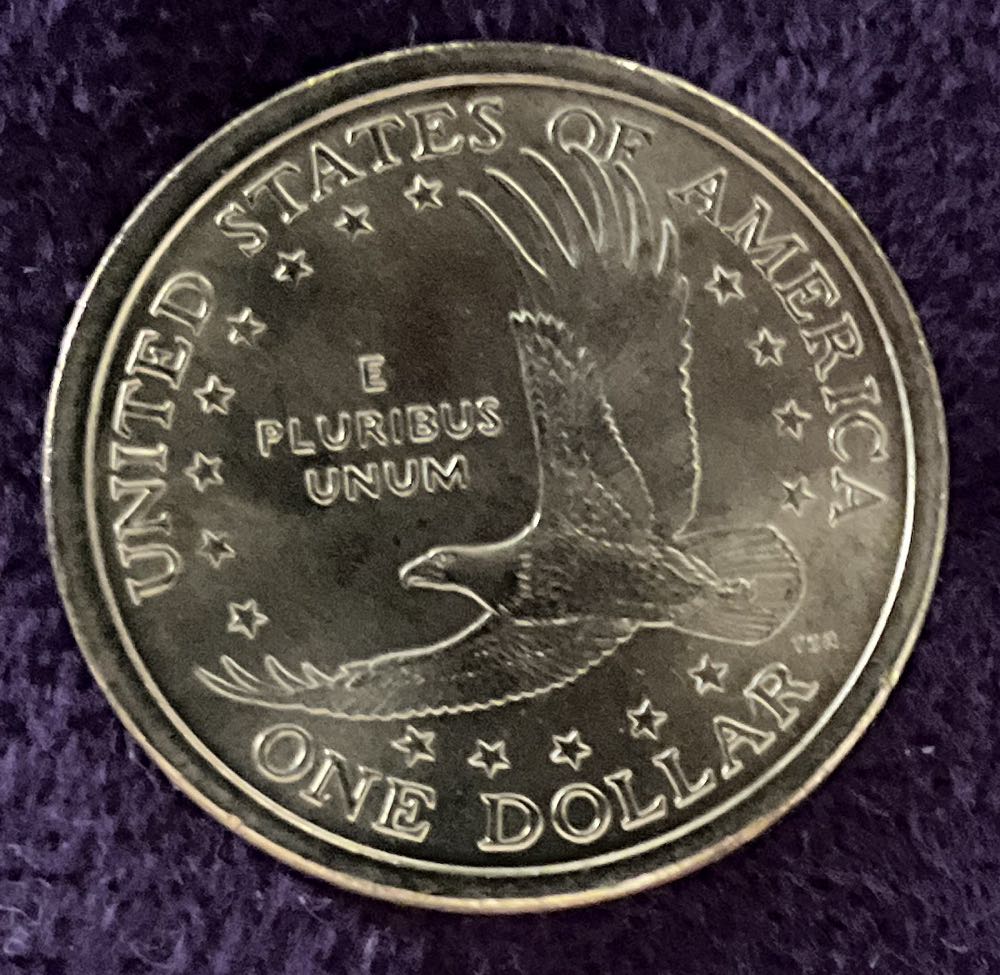 UNITED STATES OF AMERICA
E
PLURIBUS
UNUM
ONE DOLLAR